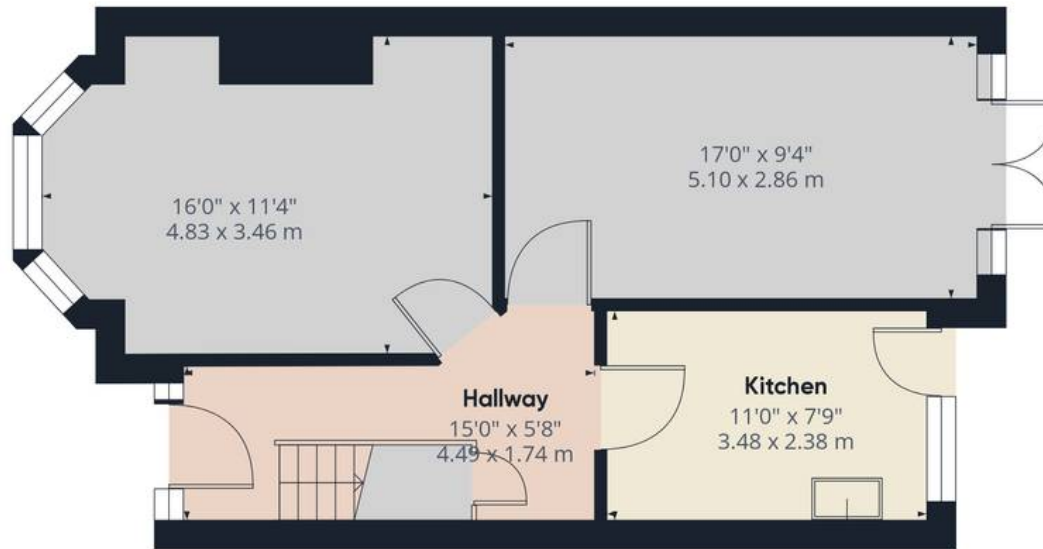 16'0" x 11'4"
4.83 x 3.46 m
17'0" x 9'4"
5.10 x 2.86 m
Hallway
15'0" x 5'8"
4.49 x 1.74 m
Kitchen
11'0" x 7'9"
3.48 x 2.38 m